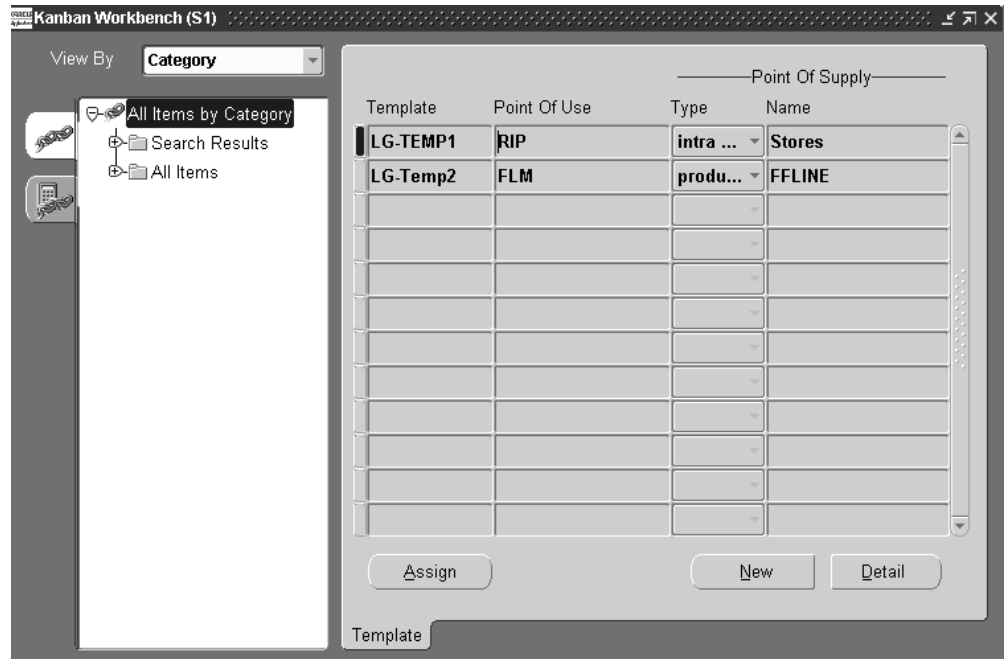 Kanban Workbench (S1)
View By Category
Point Of Supply
Template Point Of Use Type Name
All Items by Category
Search Results
All Items
LG-TEMP1 RIP intra ... Stores
LG-Temp2 FLM produ... FFLINE
Assign New Detail
Template